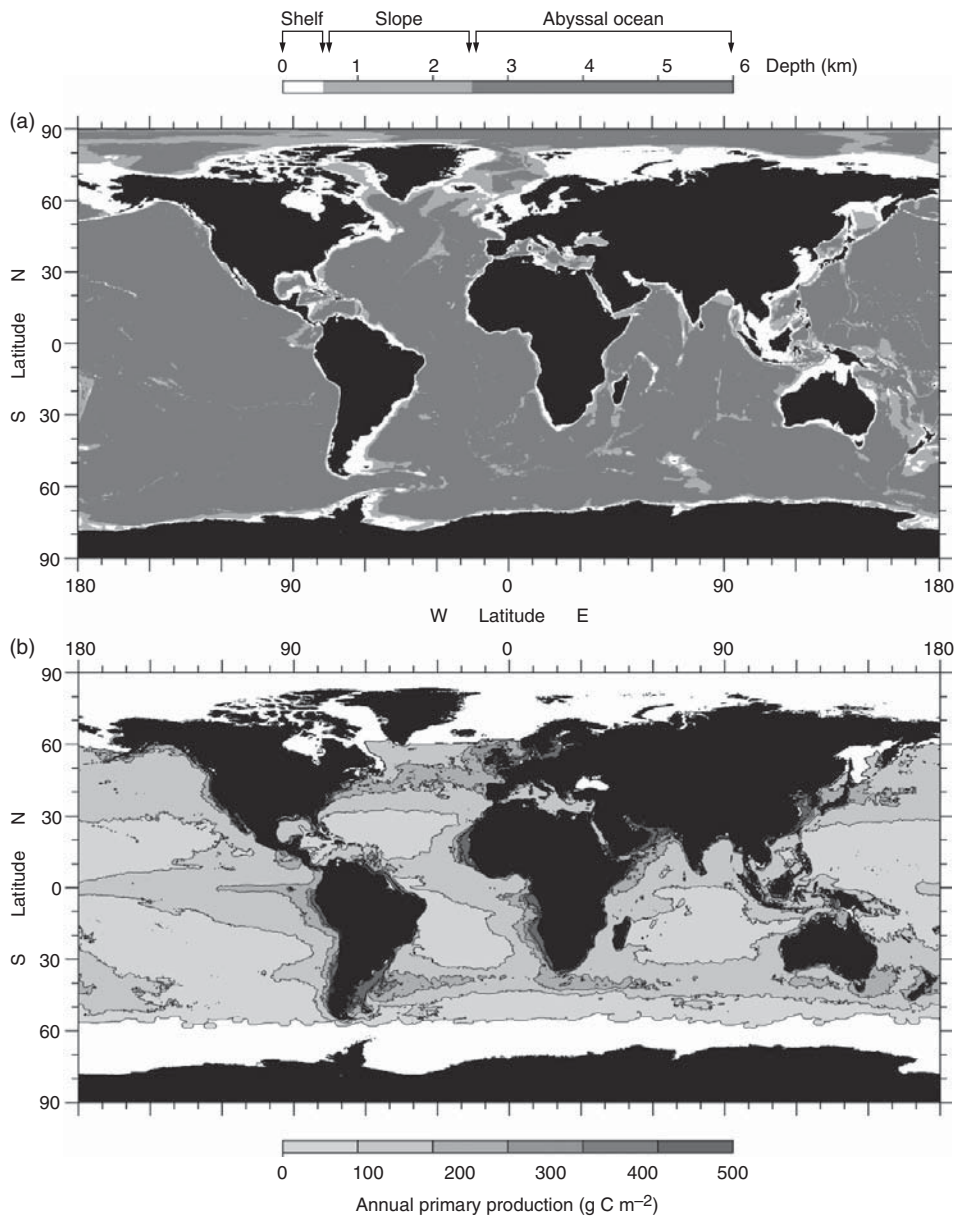 Shelf Slope Abyssal ocean
0 1 2 3 4 5 6 Depth (km)
(a)
90
60
30
0
30
60
90
S Latitude N
180 90 0 90 180
W Latitude E
(b)
180 90 0 90 180
90
60
30
0
30
60
90
S Latitude N
0 100 200 300 400 500
Annual primary production (g C m–2)